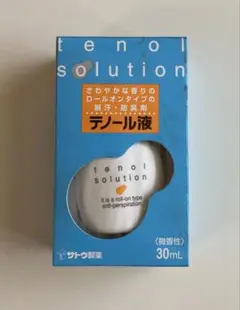 tenol
solution
さわやかな香りの
ロールオンタイプの
制汗・防臭剤
テノール液
tenol
solution
it is a roll-on type
anti-perspiration
〈微香性〉
サトウ製薬
30mL